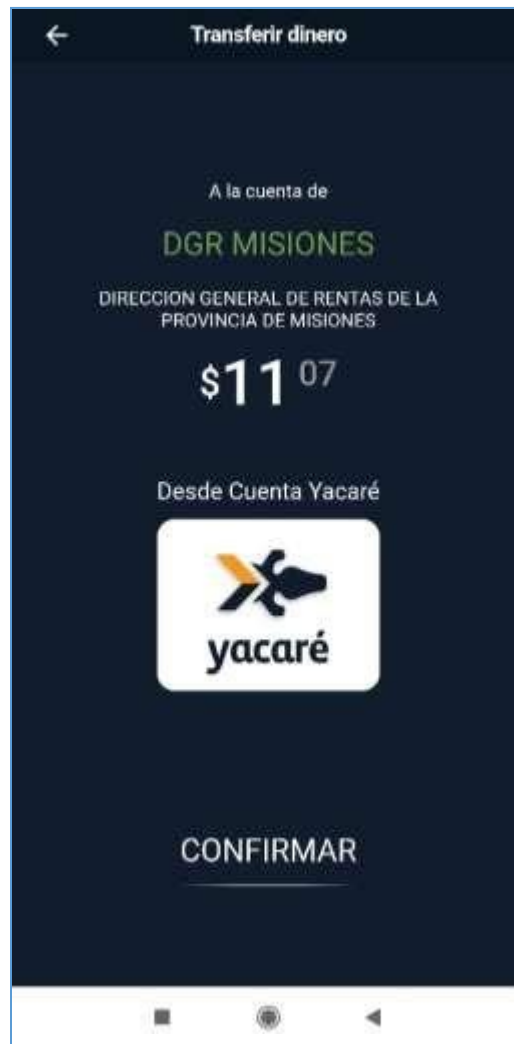 Transferir dinero
A la cuenta de
DGR MISIONES
DIRECCION GENERAL DE RENTAS DE LA
PROVINCIA DE MISIONES
$11 07
Desde Cuenta Yacaré
yacaré
CONFIRMAR